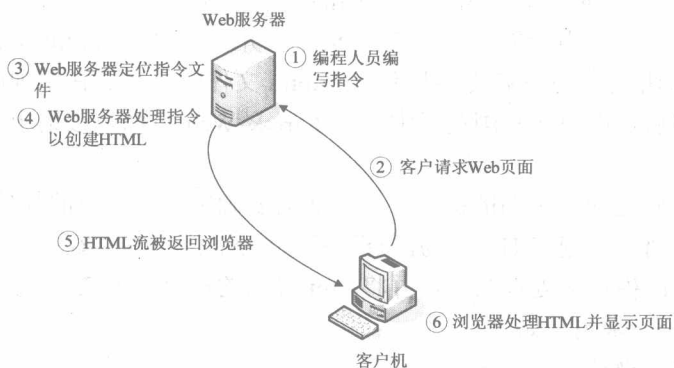 Web服务器
① 编程人员编
写指令
③ Web服务器定位指令文
件
④ Web服务器处理指令
以创建HTML
② 客户请求Web页面
⑤ HTML流被返回浏览器
⑥ 浏览器处理HTML并显示页面
客户机